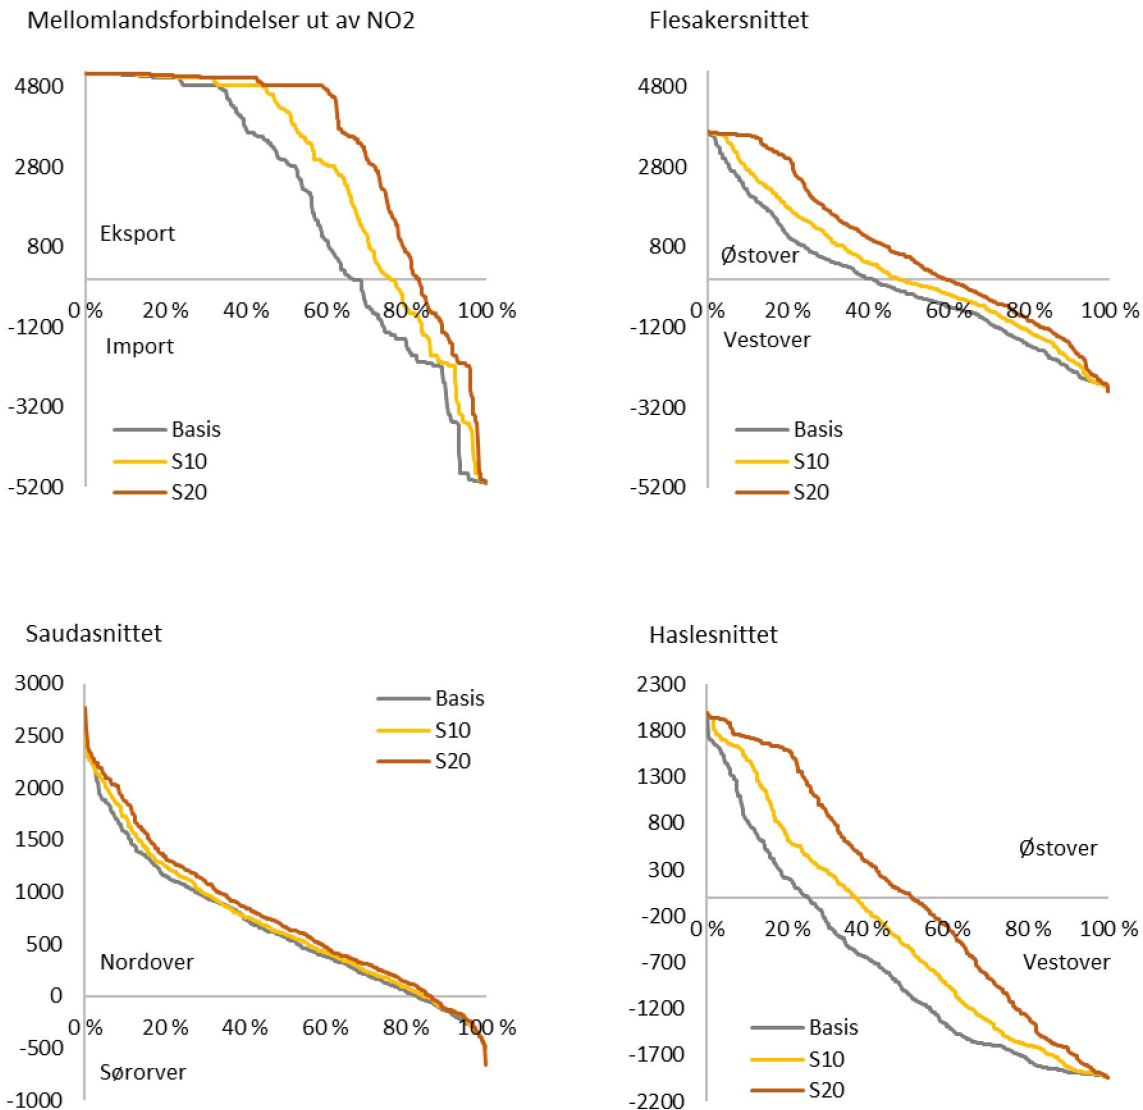 Mellomlandsforbindelser ut av NO2
4800
2800
800
-1200
-3200
-5200
Eksport
0 % 20 % 40 % 60 % 80 % 100 %
Import
Basis
S10
S20
Flesakersnittet
4800
2800
800
-1200
-3200
-5200
Østover
0 % 20 % 40 % 60 % 80 % 100 %
Vestover
Basis
S10
S20
Saudasnittet
3000
2500
2000
1500
1000
500
0
-500
-1000
Basis
S10
S20
Nordover
0 % 20 % 40 % 60 % 80 % 100 %
Sørorver
Haslesnittet
2300
1800
1300
800
300
-200
-700
-1200
-1700
-2200
Østover
0 % 20 % 40 % 60 % 80 % 100 %
Vestover
Basis
S10
S20